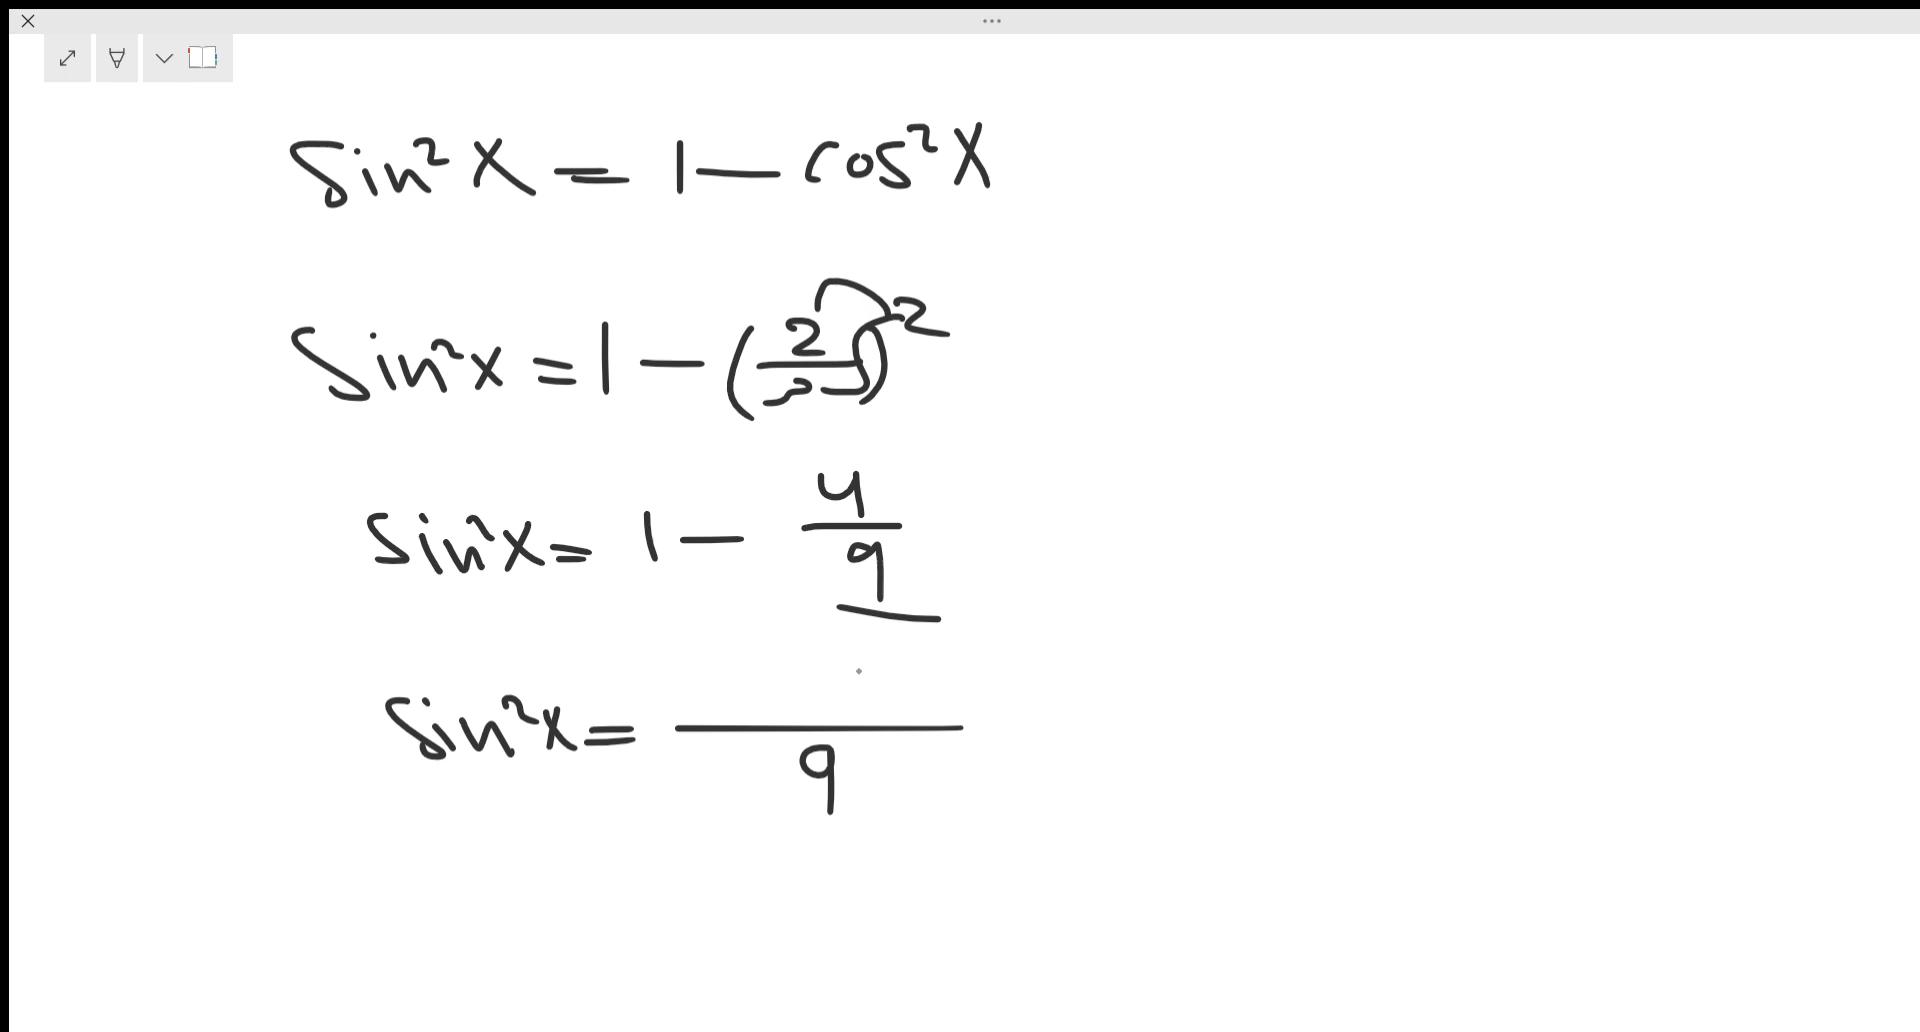 sin²x = 1 - cos²x
sin²x = 1 - (2/3)²
sin²x = 1 - 4/9
sin²x = /9